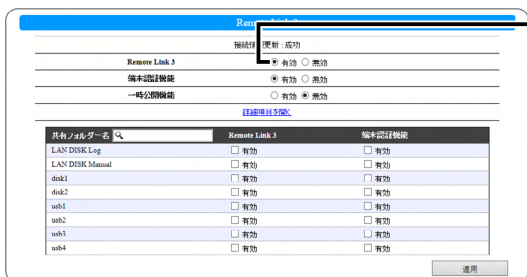 Remote Link 3
接続情報更新 : 成功
Remote Link 3 有効 無効
端末認証機能 有効 無効
一時公開機能 有効 無効
詳細項目を開く
共有フォルダー名 Remote Link 3 端末認証機能
LAN DISK Log 有効 有効
LAN DISK Manual 有効 有効
disk1 有効 有効
disk2 有効 有効
usb1 有効 有効
usb2 有効 有効
usb3 有効 有効
usb4 有効 有効
適用